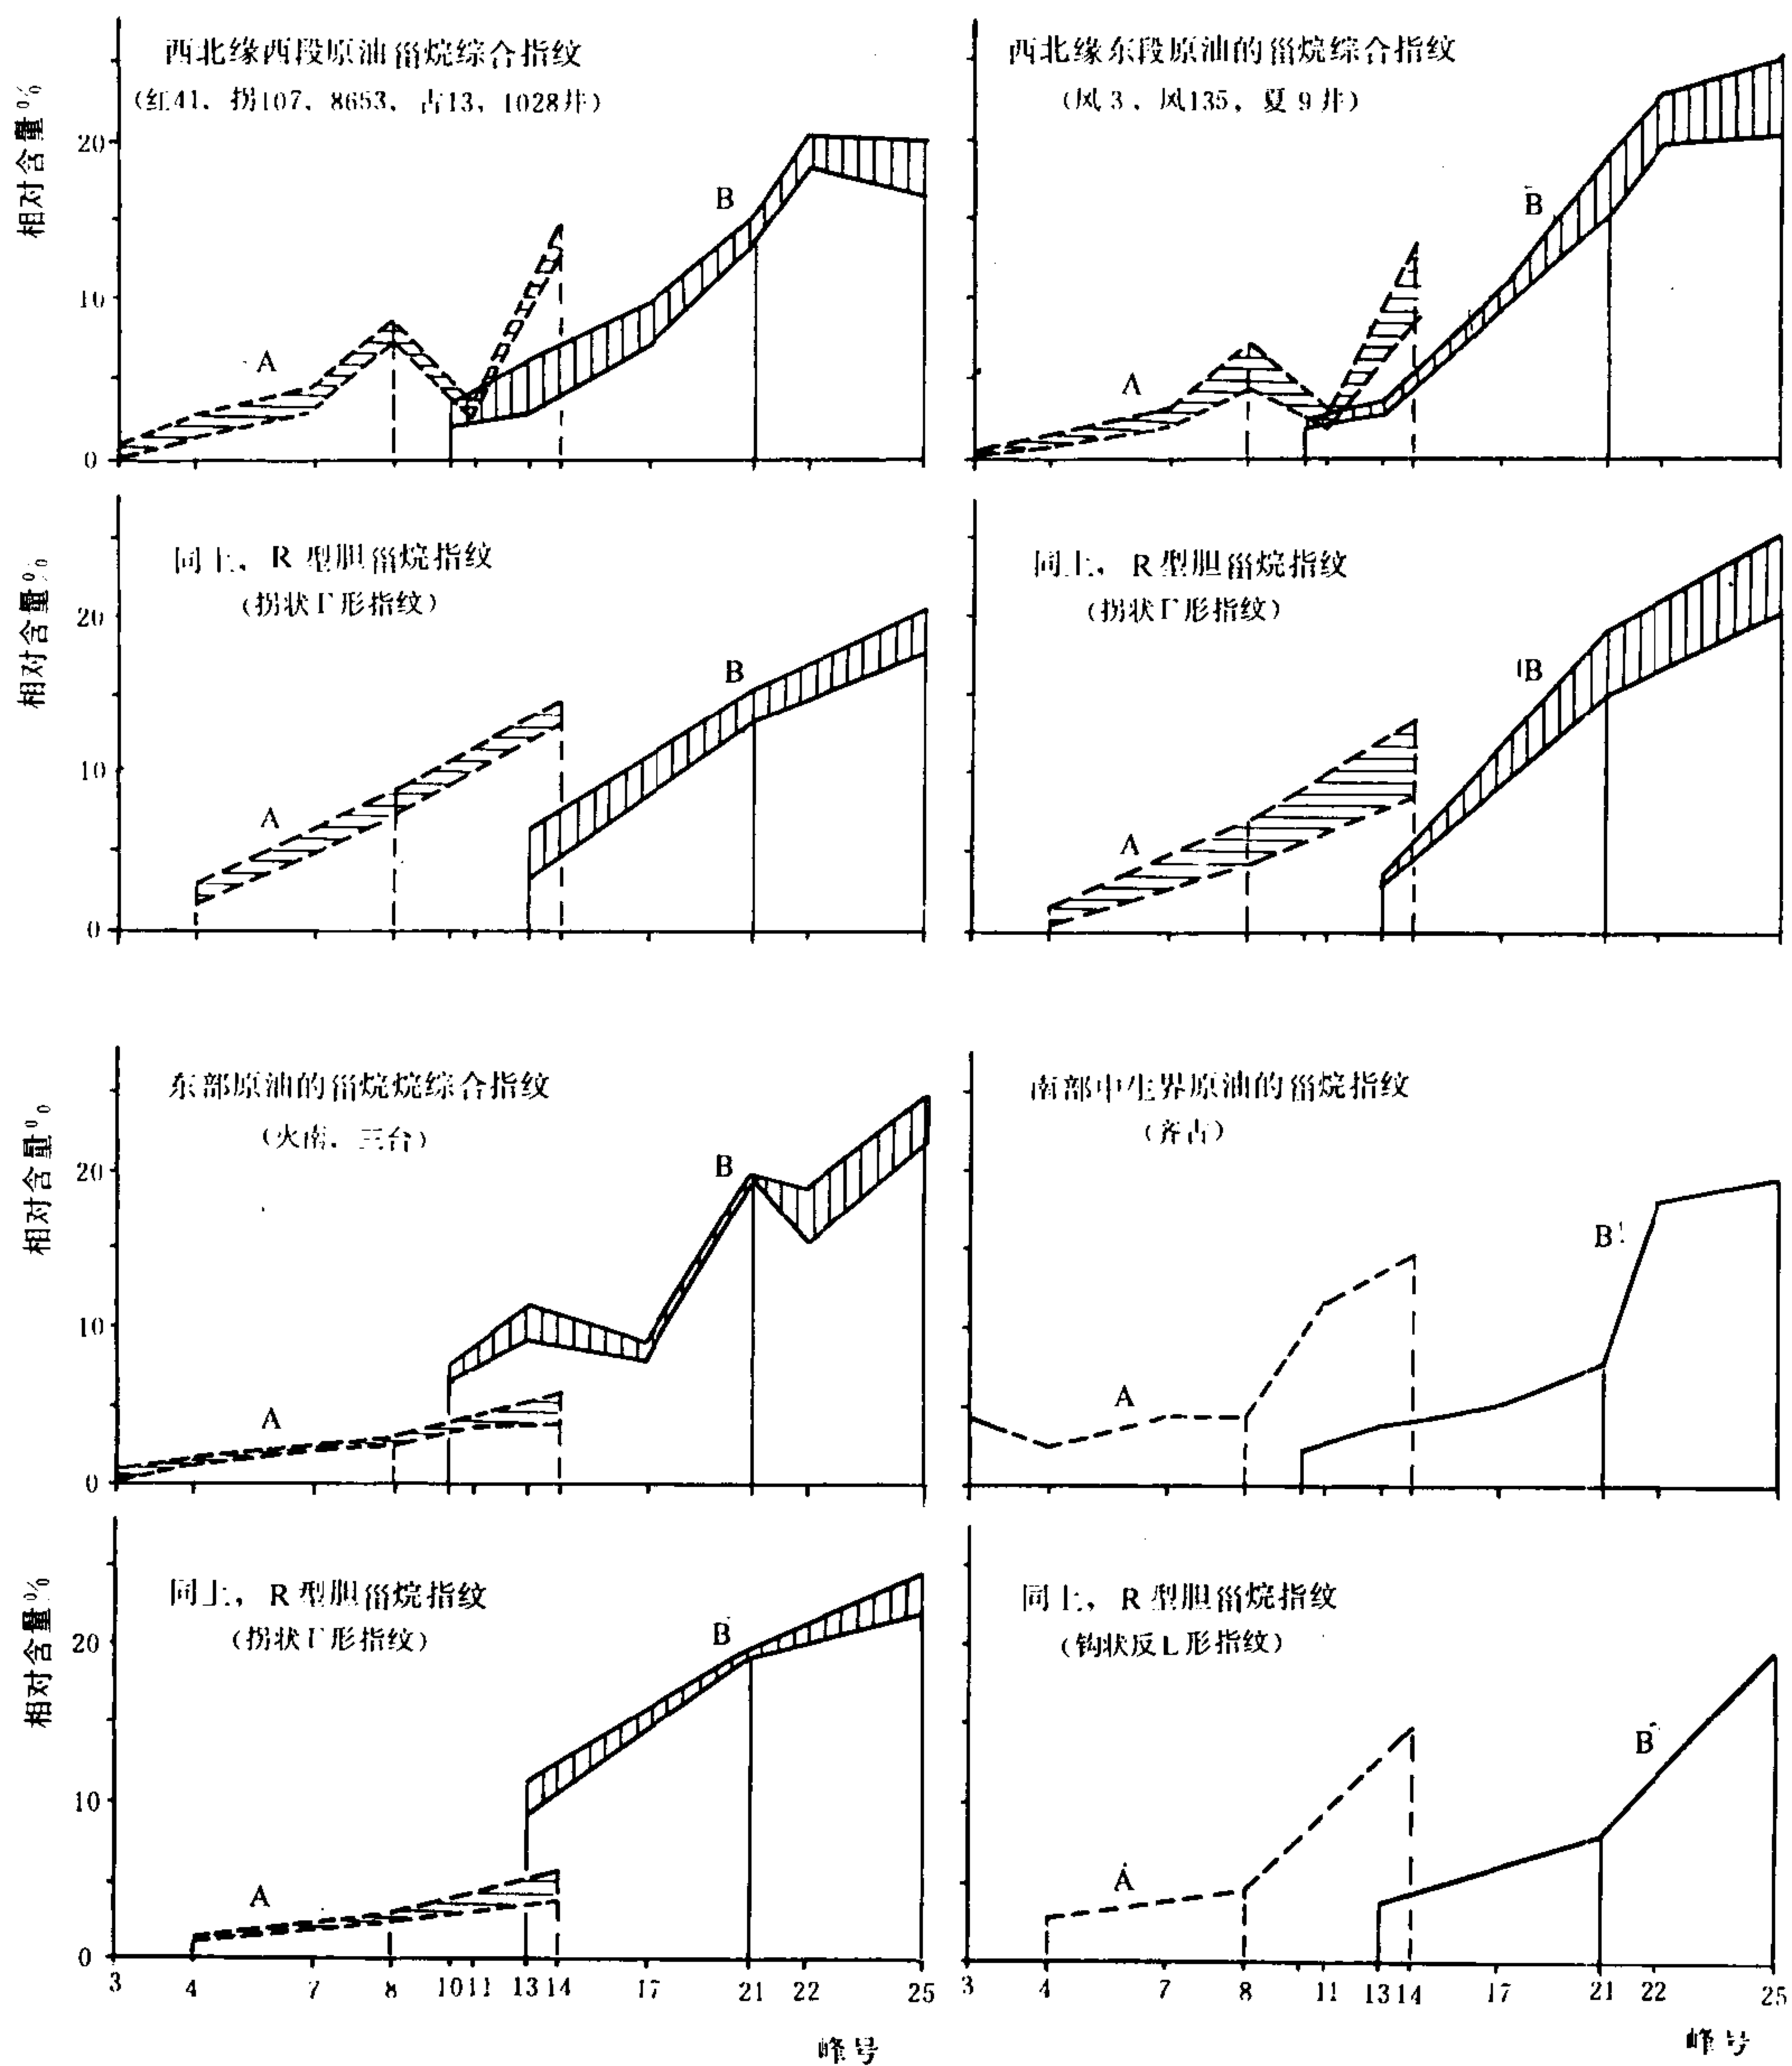 西北缘西段原油甾烷综合指纹
(红41, 拐107, 8653, 古13, 1028井)
相对含量%
20
10
0
A
B
西北缘东段原油的甾烷综合指纹
(风3, 风135, 夏9井)
A
B
同上, R型胆甾烷指纹
(拐状Γ形指纹)
相对含量%
20
10
0
A
B
同上, R型胆甾烷指纹
(拐状Γ形指纹)
A
B
东部原油的甾烷烷综合指纹
(火南, 三台)
相对含量%
20
10
0
A
B
南部中生界原油的甾烷指纹
(齐古)
A
B
同上, R型胆甾烷指纹
(拐状Γ形指纹)
相对含量%
20
10
0
A
B
3 4 7 8 10 11 13 14 17 21 22 25
峰号
同上, R型胆甾烷指纹
(钩状反L形指纹)
A
B
3 4 7 8 11 13 14 17 21 22 25
峰号